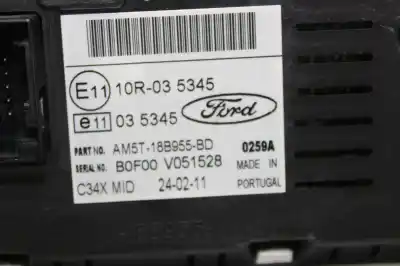 E11 10R-03 5345
e11 03 5345
Ford
PART NO. AM5T-18B955-BD 0259A
SERIAL NO. B0F00 V051528 MADE IN
C34X MID 24-02-11 PORTUGAL